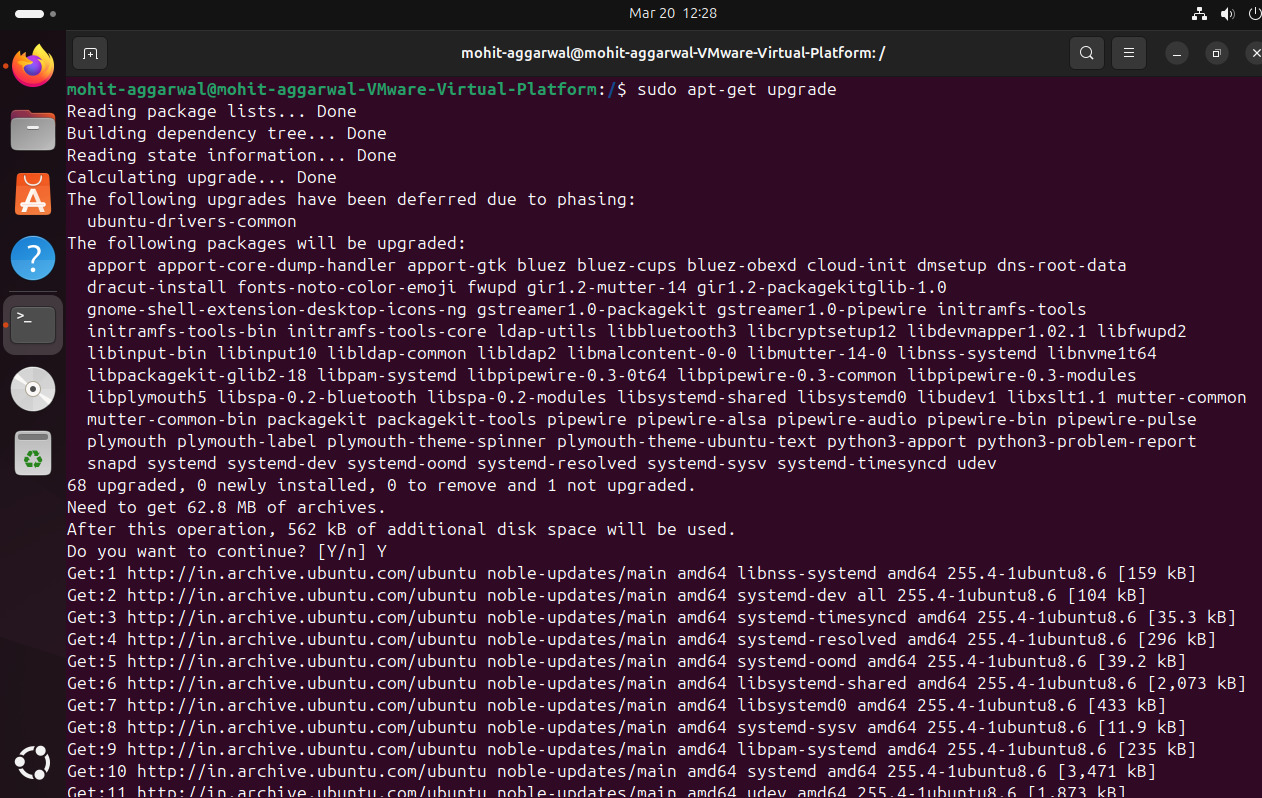 Mar 20 12:28
mohit-aggarwal@mohit-aggarwal-VMware-Virtual-Platform: /
mohit-aggarwal@mohit-aggarwal-VMware-Virtual-Platform:/$ sudo apt-get upgrade
Reading package lists... Done
Building dependency tree... Done
Reading state information... Done
Calculating upgrade... Done
The following upgrades have been deferred due to phasing:
  ubuntu-drivers-common
The following packages will be upgraded:
  apport apport-core-dump-handler apport-gtk bluez bluez-cups bluez-obexd cloud-init dmsetup dns-root-data
  dracut-install fonts-noto-color-emoji fwupd gir1.2-mutter-14 gir1.2-packagekitglib-1.0
  gnome-shell-extension-desktop-icons-ng gstreamer1.0-packagekit gstreamer1.0-pipewire initramfs-tools
  initramfs-tools-bin initramfs-tools-core ldap-utils libbluetooth3 libcryptsetup12 libdevmapper1.02.1 libfwupd2
  libinput-bin libinput10 libldap-common libldap2 libmalcontent-0-0 libmutter-14-0 libnss-systemd libnvme1t64
  libpackagekit-glib2-18 libpam-systemd libpipewire-0.3-0t64 libpipewire-0.3-common libpipewire-0.3-modules
  libplymouth5 libspa-0.2-bluetooth libspa-0.2-modules libsystemd-shared libsystemd0 libudev1 libxslt1.1 mutter-common
  mutter-common-bin packagekit packagekit-tools pipewire pipewire-alsa pipewire-audio pipewire-bin pipewire-pulse
  plymouth plymouth-label plymouth-theme-spinner plymouth-theme-ubuntu-text python3-apport python3-problem-report
  snapd systemd systemd-dev systemd-oomd systemd-resolved systemd-sysv systemd-timesyncd udev
68 upgraded, 0 newly installed, 0 to remove and 1 not upgraded.
Need to get 62.8 MB of archives.
After this operation, 562 kB of additional disk space will be used.
Do you want to continue? [Y/n] Y
Get:1 http://in.archive.ubuntu.com/ubuntu noble-updates/main amd64 libnss-systemd amd64 255.4-1ubuntu8.6 [159 kB]
Get:2 http://in.archive.ubuntu.com/ubuntu noble-updates/main amd64 systemd-dev all 255.4-1ubuntu8.6 [104 kB]
Get:3 http://in.archive.ubuntu.com/ubuntu noble-updates/main amd64 systemd-timesyncd amd64 255.4-1ubuntu8.6 [35.3 kB]
Get:4 http://in.archive.ubuntu.com/ubuntu noble-updates/main amd64 systemd-resolved amd64 255.4-1ubuntu8.6 [296 kB]
Get:5 http://in.archive.ubuntu.com/ubuntu noble-updates/main amd64 systemd-oomd amd64 255.4-1ubuntu8.6 [39.2 kB]
Get:6 http://in.archive.ubuntu.com/ubuntu noble-updates/main amd64 libsystemd-shared amd64 255.4-1ubuntu8.6 [2,073 kB]
Get:7 http://in.archive.ubuntu.com/ubuntu noble-updates/main amd64 libsystemd0 amd64 255.4-1ubuntu8.6 [433 kB]
Get:8 http://in.archive.ubuntu.com/ubuntu noble-updates/main amd64 systemd-sysv amd64 255.4-1ubuntu8.6 [11.9 kB]
Get:9 http://in.archive.ubuntu.com/ubuntu noble-updates/main amd64 libpam-systemd amd64 255.4-1ubuntu8.6 [235 kB]
Get:10 http://in.archive.ubuntu.com/ubuntu noble-updates/main amd64 systemd amd64 255.4-1ubuntu8.6 [3,471 kB]
Get:11 http://in.archive.ubuntu.com/ubuntu noble-updates/main amd64 udev amd64 255.4-1ubuntu8.6 [1,873 kB]